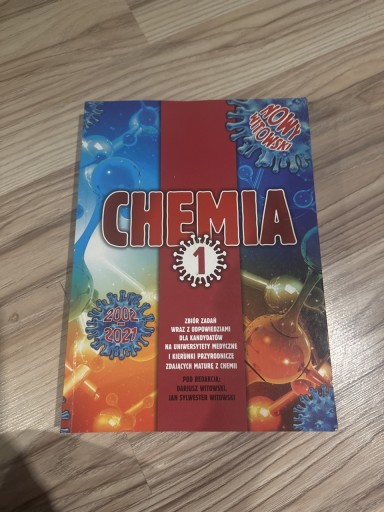 NOWY
WITOWSKI
CHEMIA
1
2002
2021
ZBIÓR ZADAŃ
WRAZ Z ODPOWIEDZIAMI
DLA KANDYDATÓW
NA UNIWERSYTETY MEDYCZNE
I KIERUNKI PRZYRODNICZE
ZDAJĄCYCH MATURĘ Z CHEMII
POD REDAKCJĄ:
DARIUSZ WITOWSKI,
JAN SYLWESTER WITOWSKI